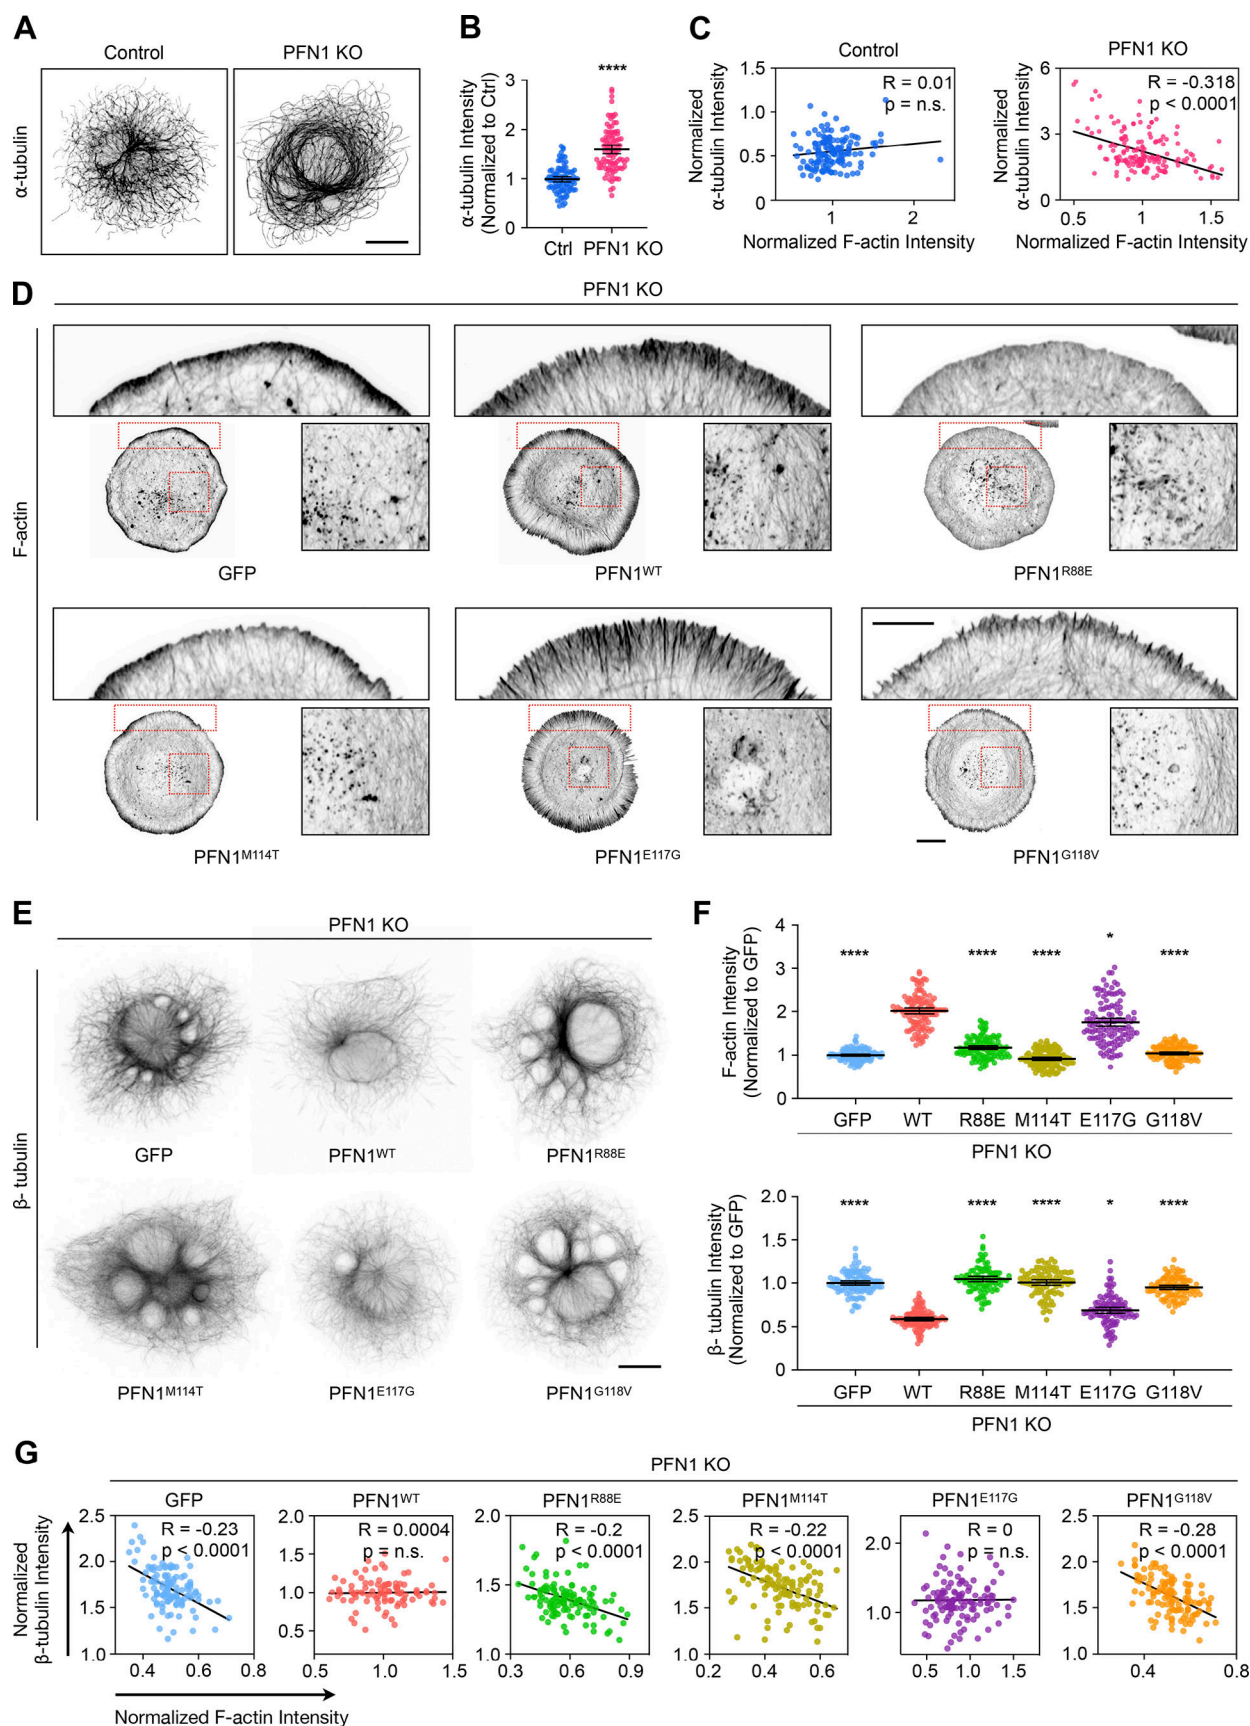 A
Control
PFN1 KO
α-tubulin
B
α-tubulin Intensity
(Normalized to Ctrl)
****
3
2
1
0
Ctrl PFN1 KO
C
Control
Normalized
α-tubulin Intensity
R = 0.01
p = n.s.
1.5
1.0
0.5
0
1 2
Normalized F-actin Intensity
PFN1 KO
Normalized
α-tubulin Intensity
R = -0.318
p < 0.0001
6
3
0
0.5 1 1.5
Normalized F-actin Intensity
D
PFN1 KO
F-actin
GFP
PFN1WT
PFN1R88E
PFN1M114T
PFN1E117G
PFN1G118V
E
PFN1 KO
β- tubulin
GFP
PFN1WT
PFN1R88E
PFN1M114T
PFN1E117G
PFN1G118V
F
F-actin Intensity
(Normalized to GFP)
4
3
2
1
0
**** **** **** * ****
GFP WT R88E M114T E117G G118V
PFN1 KO
β- tubulin Intensity
(Normalized to GFP)
2.0
1.5
1.0
0.5
0
**** **** **** * ****
GFP WT R88E M114T E117G G118V
PFN1 KO
G
PFN1 KO
Normalized
β-tubulin Intensity
GFP
R = -0.23
p < 0.0001
2.5
2.0
1.5
1.0
0.4 0.6 0.8
PFN1WT
R = 0.0004
p = n.s.
2.0
1.5
1.0
0.5
0.5 1.0 1.5
PFN1R88E
R = -0.2
p < 0.0001
2.0
1.5
1.0
0.3 0.6 0.9
PFN1M114T
R = -0.22
p < 0.0001
2.5
2.0
1.5
1.0
0.2 0.4 0.6
PFN1E117G
R = 0
p = n.s.
2.0
1.0
0.5 1.0 1.5
PFN1G118V
R = -0.28
p < 0.0001
2.5
2.0
1.5
1.0
0.4 0.8
Normalized F-actin Intensity